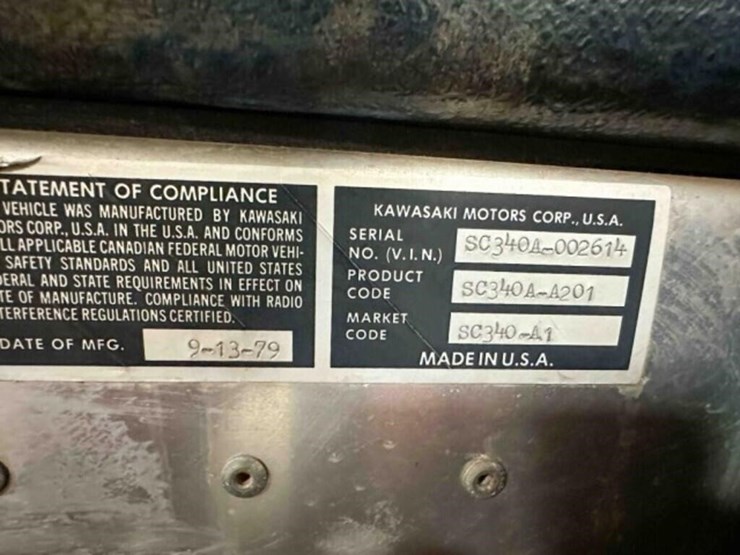 TATEMENT OF COMPLIANCE
VEHICLE WAS MANUFACTURED BY KAWASAKI
ORS CORP., U.S.A. IN THE U.S.A. AND CONFORMS
LL APPLICABLE CANADIAN FEDERAL MOTOR VEHI-
SAFETY STANDARDS AND ALL UNITED STATES
DERAL AND STATE REQUIREMENTS IN EFFECT ON
TE OF MANUFACTURE. COMPLIANCE WITH RADIO
TERFERENCE REGULATIONS CERTIFIED.
DATE OF MFG. 9-13-79
KAWASAKI MOTORS CORP., U.S.A.
SERIAL
NO. (V.I.N.) SC340A-002614
PRODUCT
CODE SC340A-A201
MARKET
CODE SC340-A1
MADE IN U.S.A.